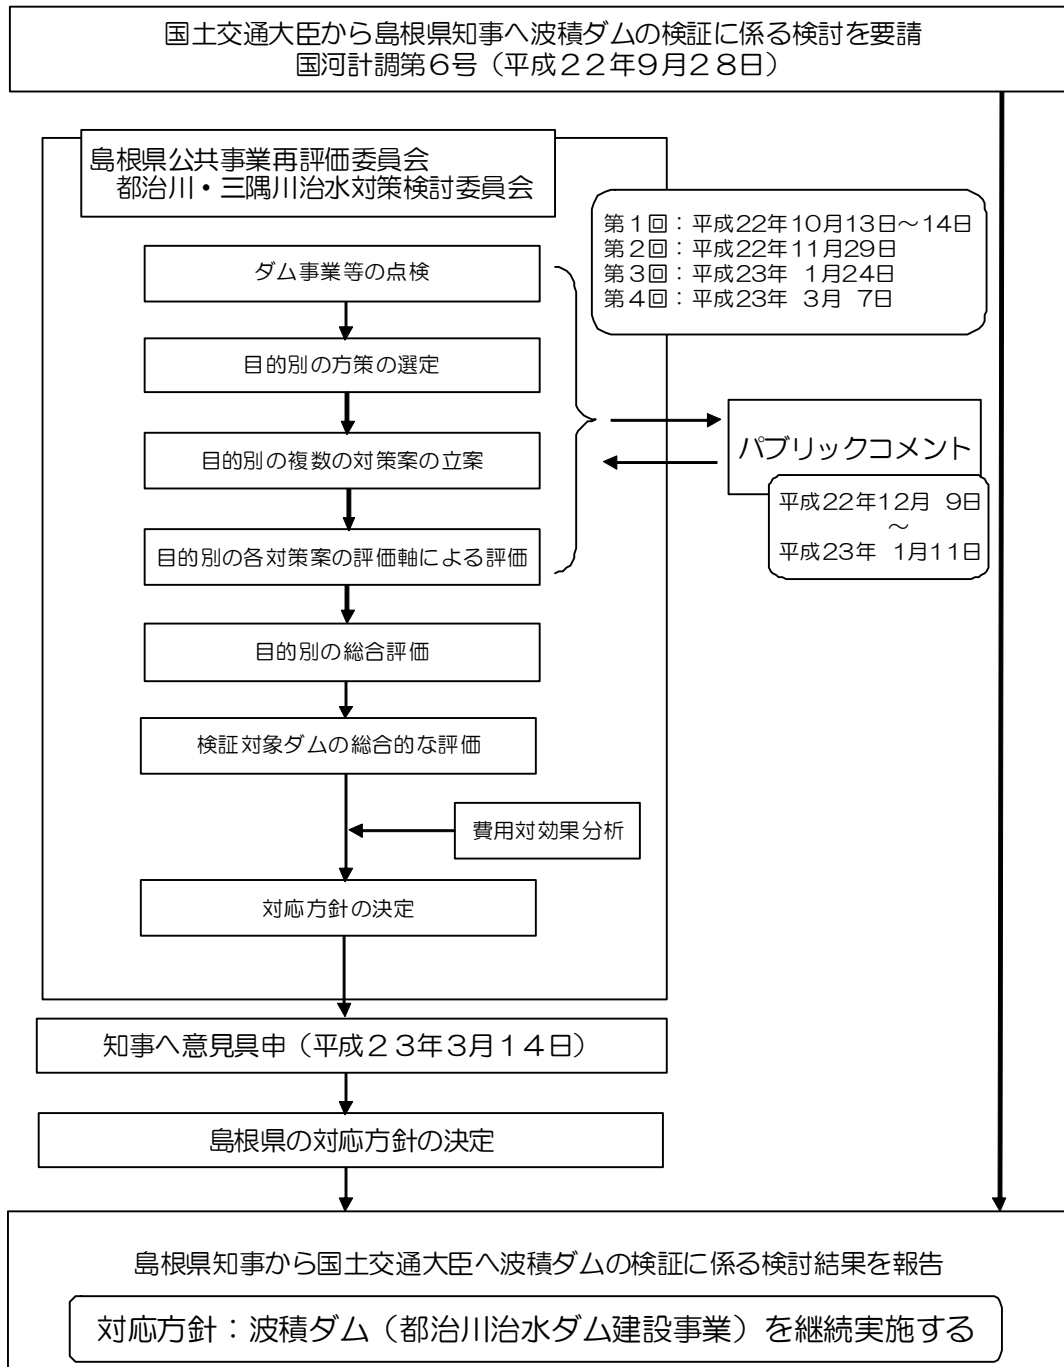 国土交通大臣から島根県知事へ波積ダムの検証に係る検討を要請
国河計調第6号（平成２２年９月２８日）
島根県公共事業再評価委員会
都治川・三隅川治水対策検討委員会
第１回：平成22年10月13日～14日
第２回：平成22年11月29日
第３回：平成23年 1月24日
第４回：平成23年 3月 7日
ダム事業等の点検
目的別の方策の選定
目的別の複数の対策案の立案
目的別の各対策案の評価軸による評価
パブリックコメント
平成22年12月 9日
～
平成23年 1月11日
目的別の総合評価
検証対象ダムの総合的な評価
費用対効果分析
対応方針の決定
知事へ意見具申（平成２３年３月１４日）
島根県の対応方針の決定
島根県知事から国土交通大臣へ波積ダムの検証に係る検討結果を報告
対応方針：波積ダム（都治川治水ダム建設事業）を継続実施する